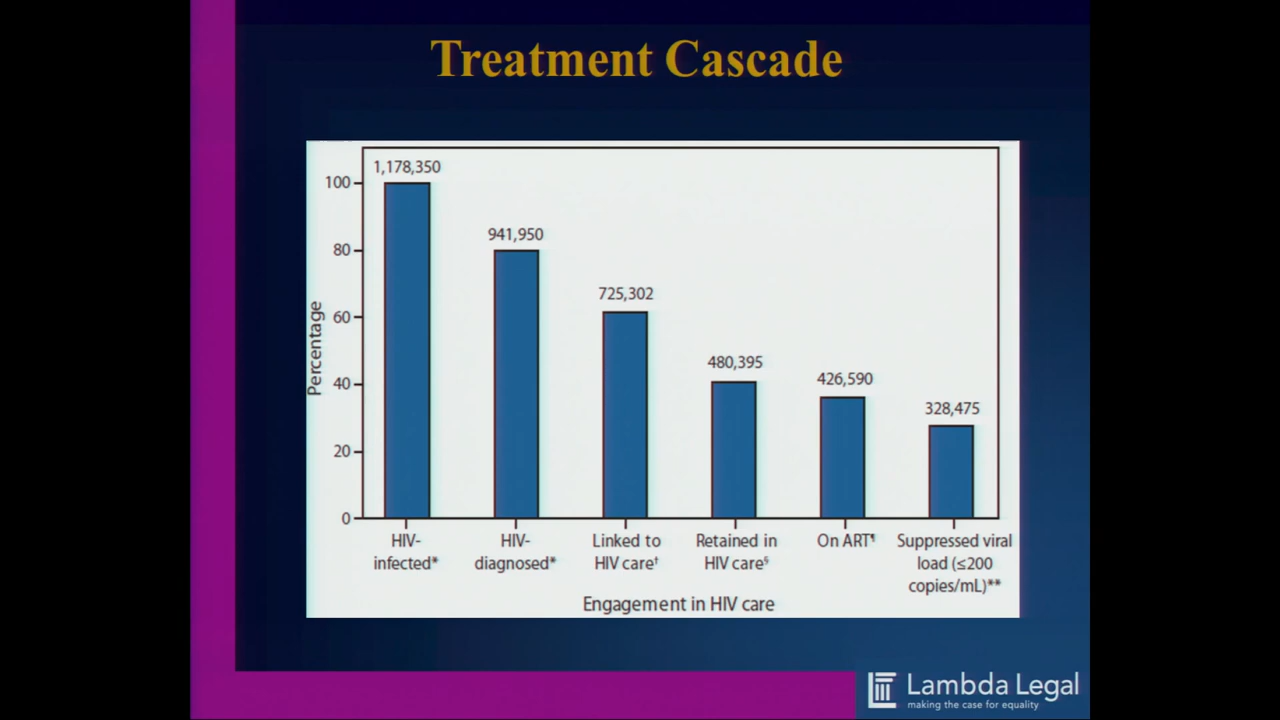 Treatment Cascade
1,178,350
941,950
725,302
480,395
426,590
328,475
100
80
60
40
20
0
Percentage
HIV-
infected*
HIV-
diagnosed*
Linked to
HIV care†
Retained in
HIV care§
On ART¶
Suppressed viral
load (≤200
copies/mL)**
Engagement in HIV care
Lambda Legal
making the case for equality